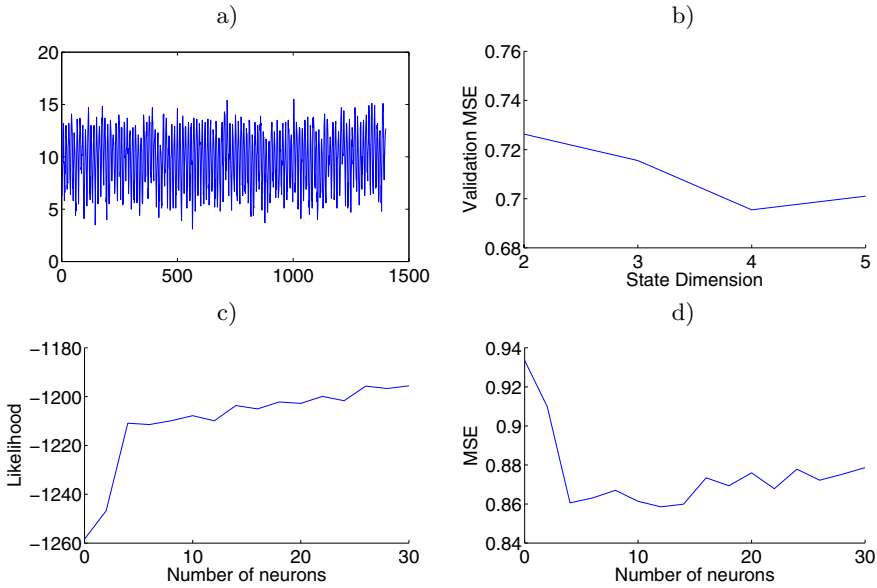 a)
20
15
10
5
0
0 500 1000 1500
b)
0.76
0.74
0.72
0.7
0.68
Validation MSE
2 3 4 5
State Dimension
c)
−1180
−1200
−1220
−1240
−1260
Likelihood
0 10 20 30
Number of neurons
d)
0.94
0.92
0.9
0.88
0.86
0.84
MSE
0 10 20 30
Number of neurons